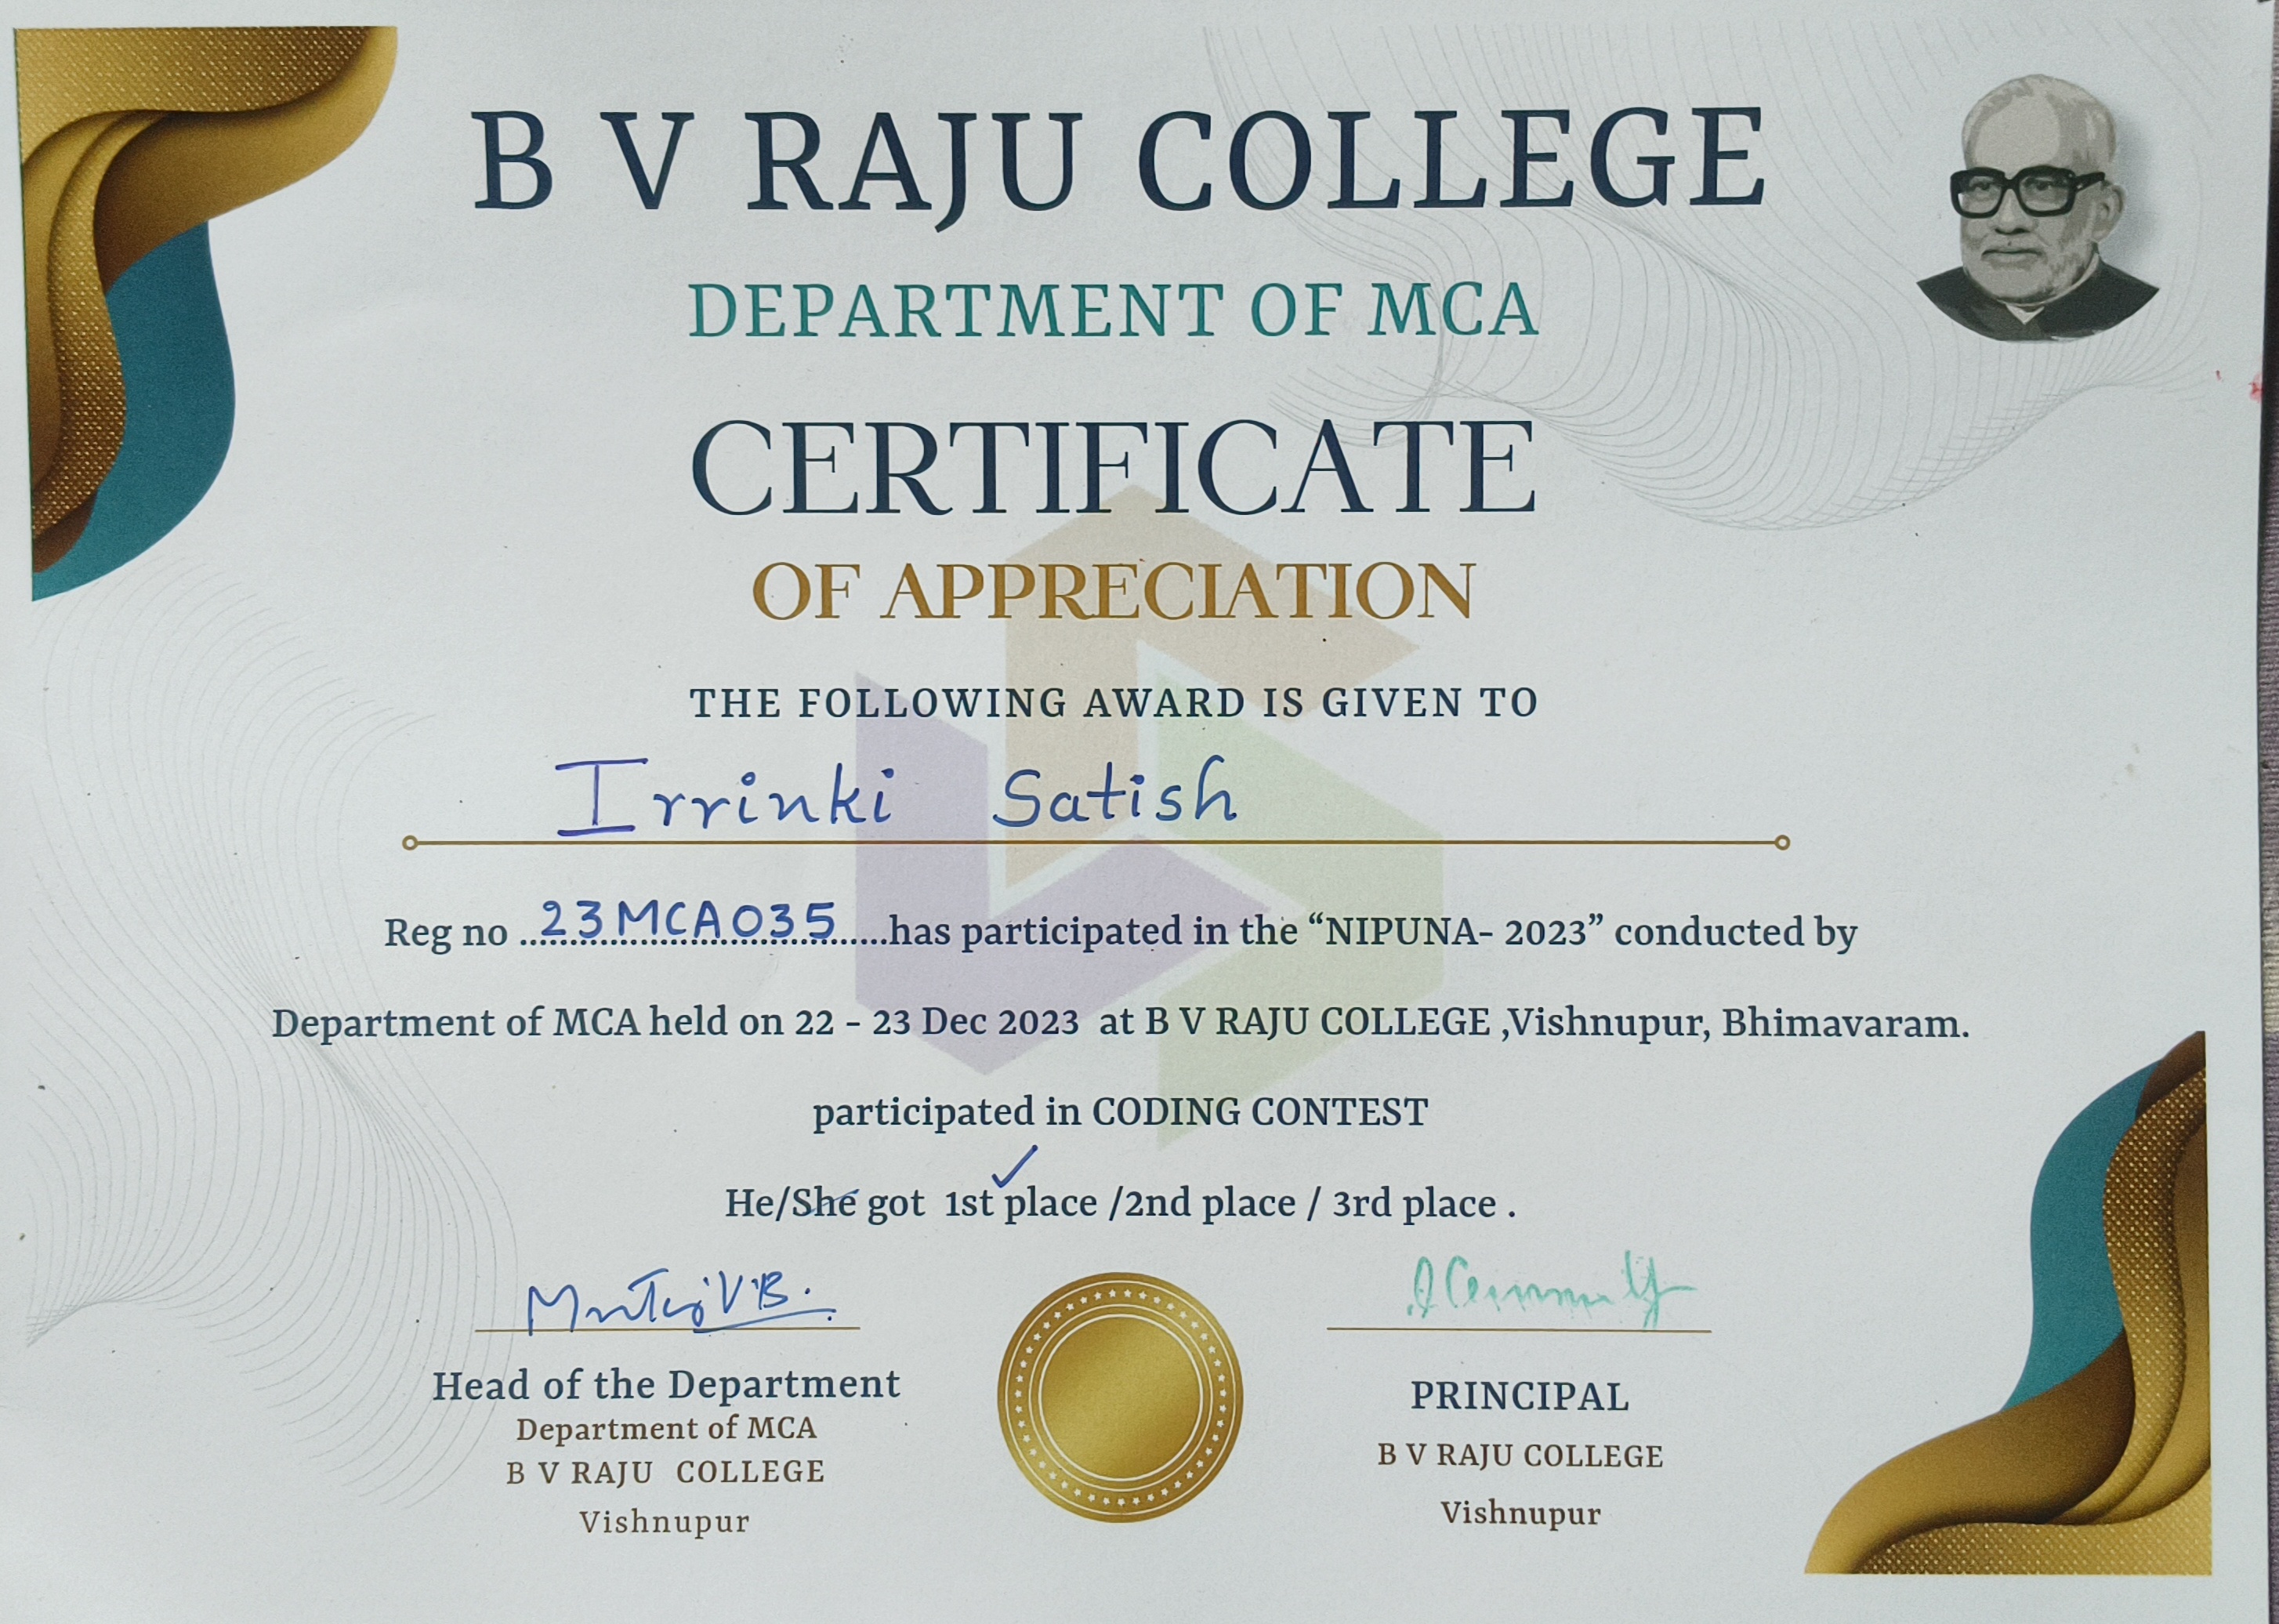 B V RAJU COLLEGE
DEPARTMENT OF MCA
CERTIFICATE
OF APPRECIATION
THE FOLLOWING AWARD IS GIVEN TO
Irrinki Satish
Reg no ..23MCA035......has participated in the “NIPUNA- 2023” conducted by
Department of MCA held on 22 - 23 Dec 2023 at B V RAJU COLLEGE ,Vishnupur, Bhimavaram.
participated in CODING CONTEST
He/She got 1st place /2nd place / 3rd place .
Head of the Department
Department of MCA
B V RAJU COLLEGE
Vishnupur
PRINCIPAL
B V RAJU COLLEGE
Vishnupur